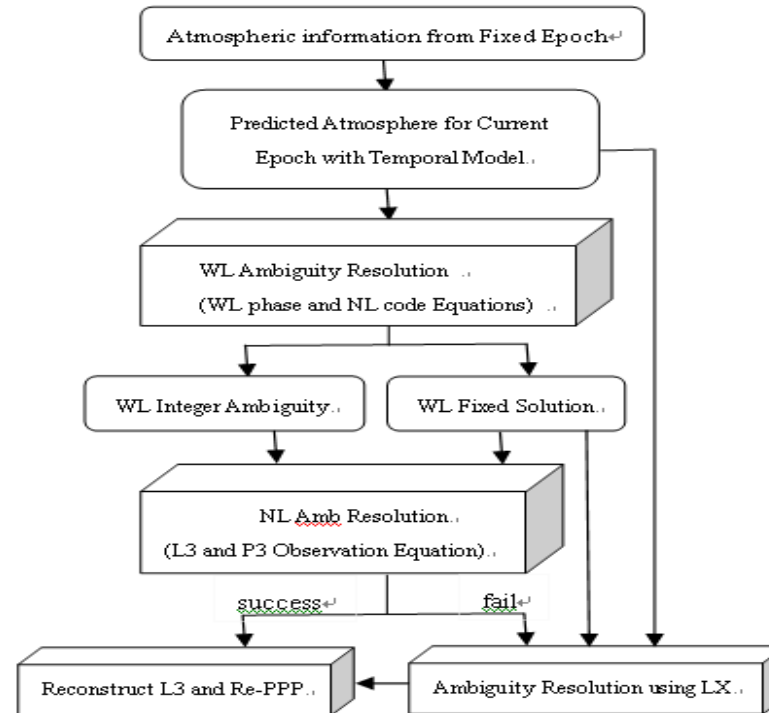 Atmospheric information from Fixed Epoch↵
Predicted Atmosphere for Current
Epoch with Temporal Model.
WL Ambiguity Resolution
(WL phase and NL code Equations)
WL Integer Ambiguity.
WL Fixed Solution.
NL Amb Resolution.
(L3 and P3 Observation Equation).
success↵
fail↵
Reconstruct L3 and Re-PPP.
Ambiguity Resolution using LX.